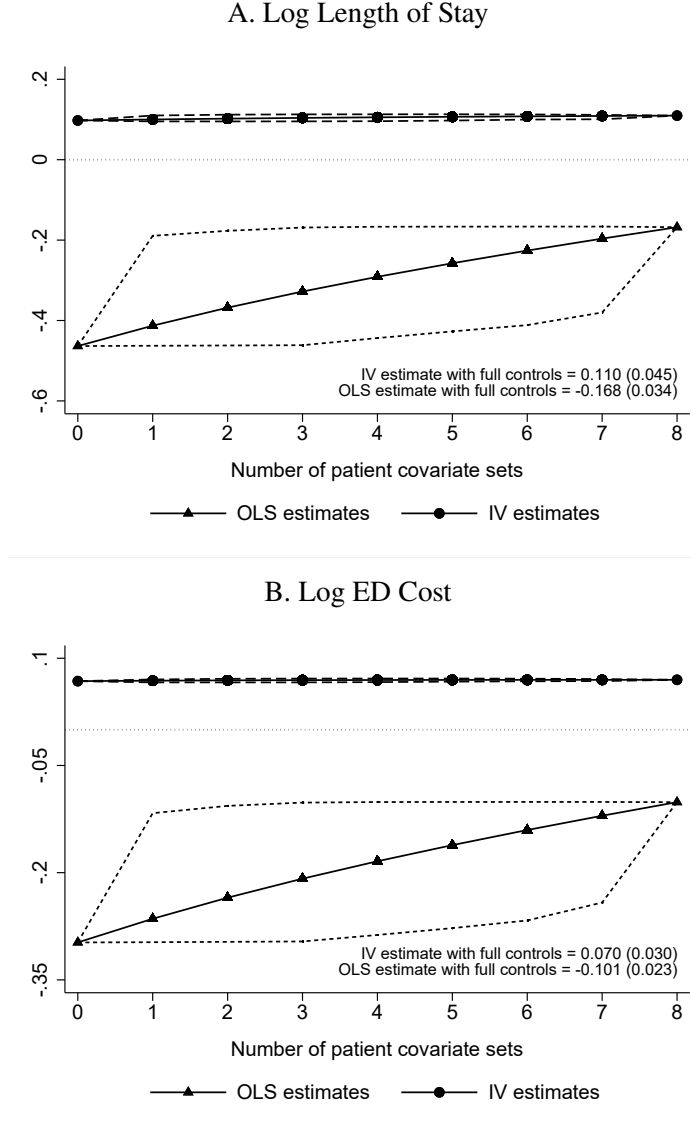 A. Log Length of Stay
.2
0
-.2
-.4
-.6
IV estimate with full controls = 0.110 (0.045)
OLS estimate with full controls = -0.168 (0.034)
0 1 2 3 4 5 6 7 8
Number of patient covariate sets
OLS estimates IV estimates
B. Log ED Cost
.1
-.05
-.2
-.35
IV estimate with full controls = 0.070 (0.030)
OLS estimate with full controls = -0.101 (0.023)
0 1 2 3 4 5 6 7 8
Number of patient covariate sets
OLS estimates IV estimates